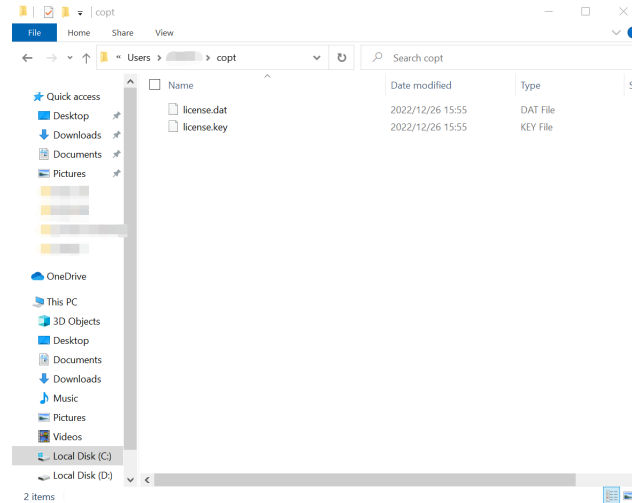 copt
File Home Share View
« Users > > copt
Search copt
Name Date modified Type S
license.dat 2022/12/26 15:55 DAT File
license.key 2022/12/26 15:55 KEY File
Quick access
Desktop
Downloads
Documents
Pictures
OneDrive
This PC
3D Objects
Desktop
Documents
Downloads
Music
Pictures
Videos
Local Disk (C:)
Local Disk (D:)
2 items